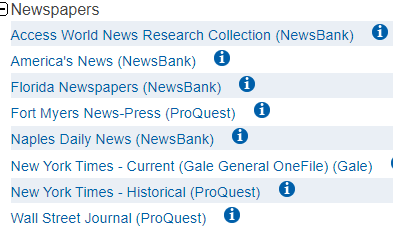 Newspapers
Access World News Research Collection (NewsBank)
America's News (NewsBank)
Florida Newspapers (NewsBank)
Fort Myers News-Press (ProQuest)
Naples Daily News (NewsBank)
New York Times - Current (Gale General OneFile) (Gale)
New York Times - Historical (ProQuest)
Wall Street Journal (ProQuest)